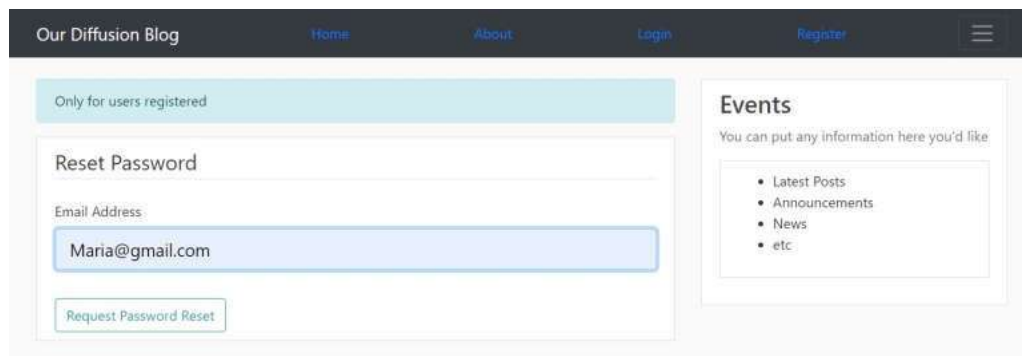 Our Diffusion Blog Home About Login Register
Only for users registered
Reset Password
Email Address
Maria@gmail.com
Request Password Reset
Events
You can put any information here you'd like
Latest Posts
Announcements
News
etc